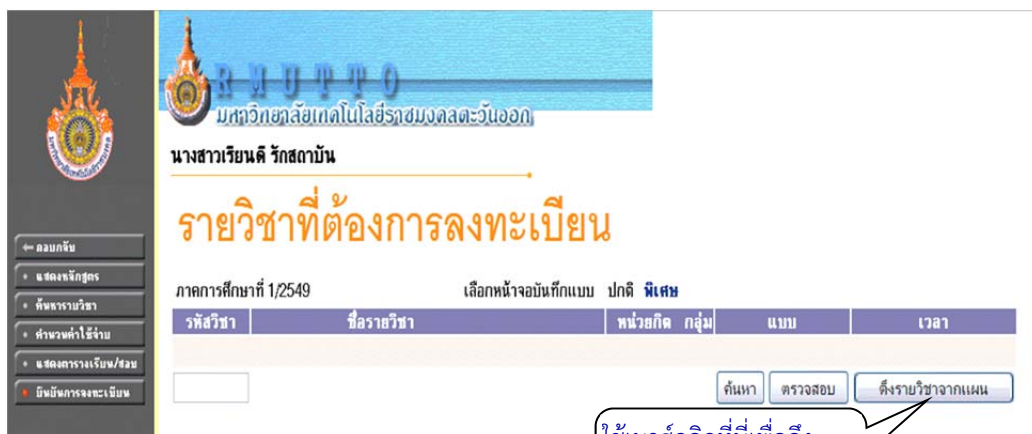 R M U T T O
มหาวิทยาลัยเทคโนโลยีราชมงคลตะวันออก
นางสาวเรียนดี รักสถาบัน
รายวิชาที่ต้องการลงทะเบียน
← ถอยกลับ
• แสดงหลักสูตร
• ค้นหารายวิชา
• คำนวณค่าใช้จ่าย
• แสดงตารางเรียน/สอบ
• ยืนยันการลงทะเบียน
ภาคการศึกษาที่ 1/2549 เลือกหน้าจอบันทึกแบบ ปกติ พิเศษ
รหัสวิชา ชื่อรายวิชา หน่วยกิต กลุ่ม แบบ เวลา
ค้นหา ตรวจสอบ ดึงรายวิชาจากแผน